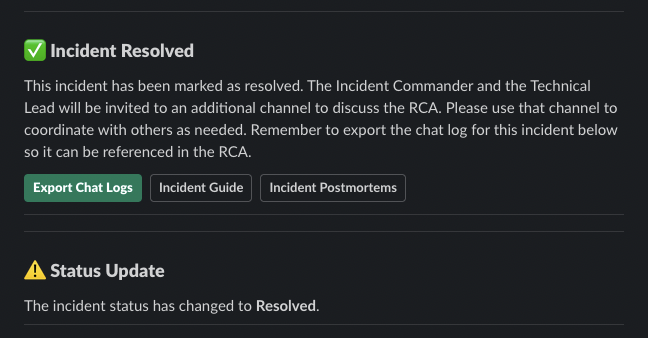 Incident Resolved
This incident has been marked as resolved. The Incident Commander and the Technical
Lead will be invited to an additional channel to discuss the RCA. Please use that channel to
coordinate with others as needed. Remember to export the chat log for this incident below
so it can be referenced in the RCA.
Export Chat Logs Incident Guide Incident Postmortems
Status Update
The incident status has changed to Resolved.